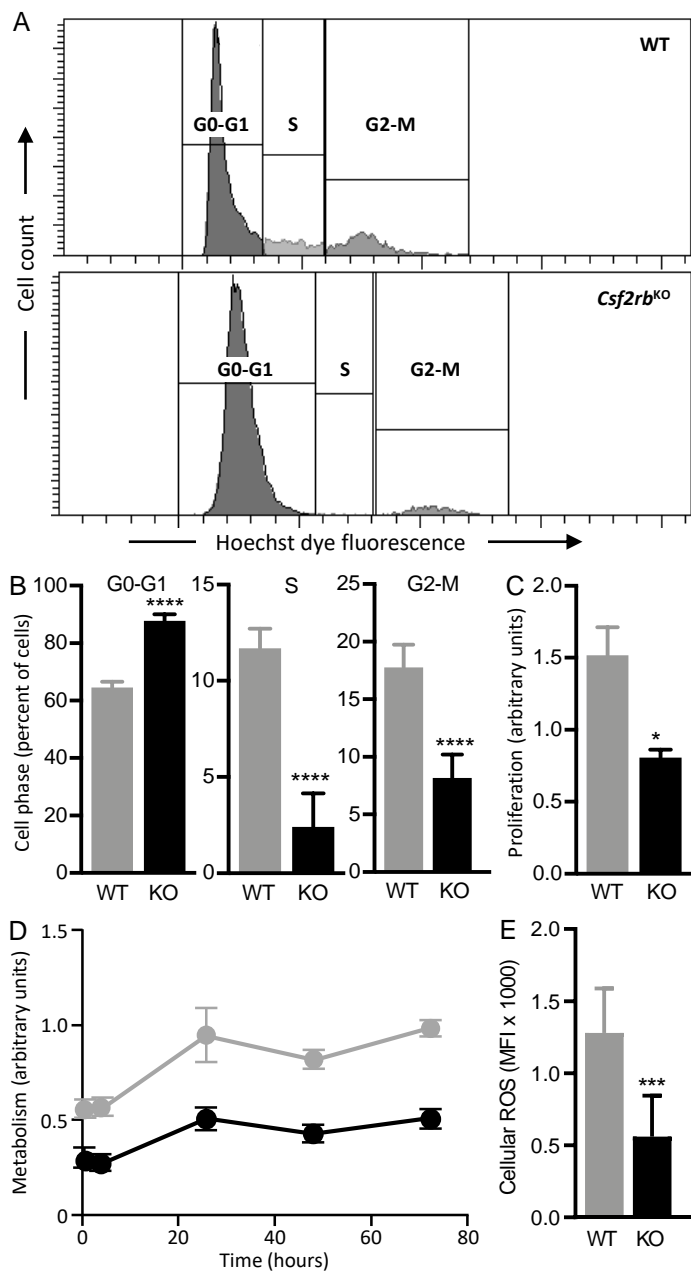 A
WT
G0-G1
S
G2-M
Cell count
Csf2rbᴷᴼ
G0-G1
S
G2-M
Hoechst dye fluorescence
B
G0-G1
S
G2-M
Cell phase (percent of cells)
100
80
60
40
20
0
****
WT KO
15
10
5
0
****
WT KO
25
20
15
10
5
0
****
WT KO
C
Proliferation (arbitrary units)
2.0
1.5
1.0
0.5
0.0
*
WT KO
D
Metabolism (arbitrary units)
1.5
1.0
0.5
0
0 20 40 60 80
Time (hours)
E
Cellular ROS (MFI x 1000)
2.0
1.5
1.0
0.5
0.0
***
WT KO